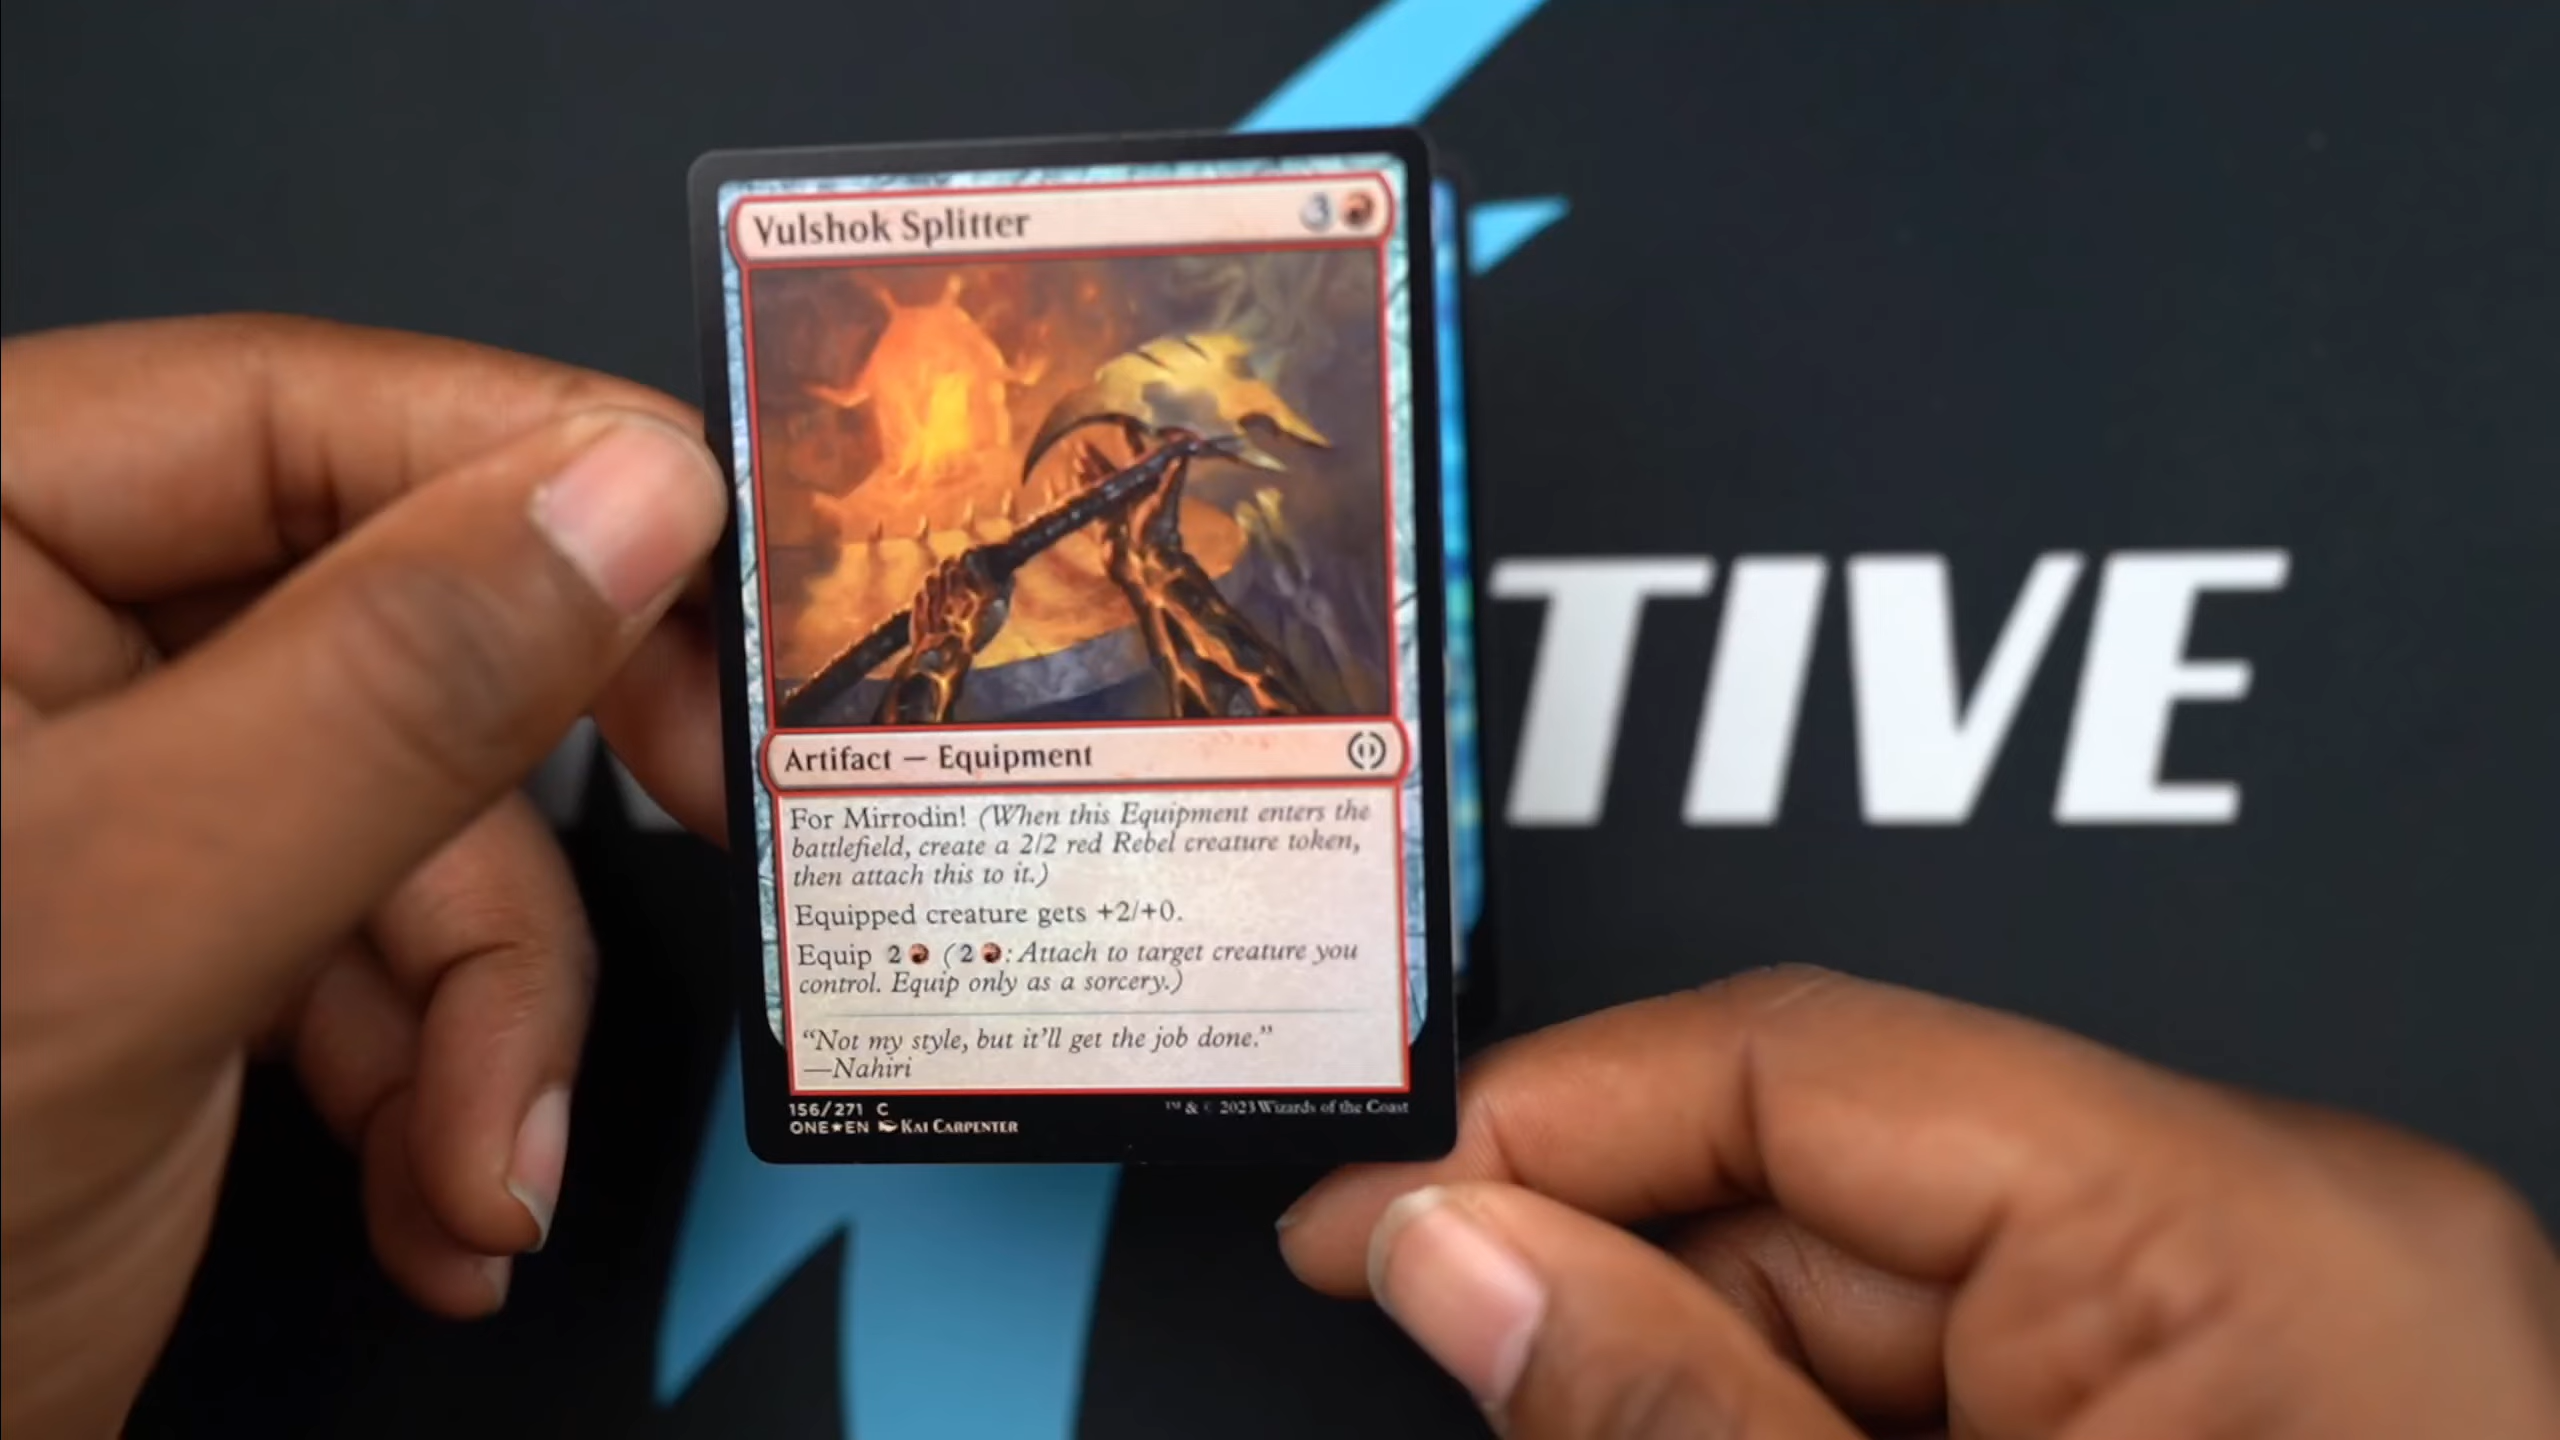 Vulshok Splitter 3
TIVE
Artifact — Equipment
For Mirrodin! (When this Equipment enters the
battlefield, create a 2/2 red Rebel creature token,
then attach this to it.)
Equipped creature gets +2/+0.
Equip 2 (2 : Attach to target creature you
control. Equip only as a sorcery.)
“Not my style, but it’ll get the job done.”
—Nahiri
156/271 C
ONE★EN KAI CARPENTER
™ & © 2023 Wizards of the Coast